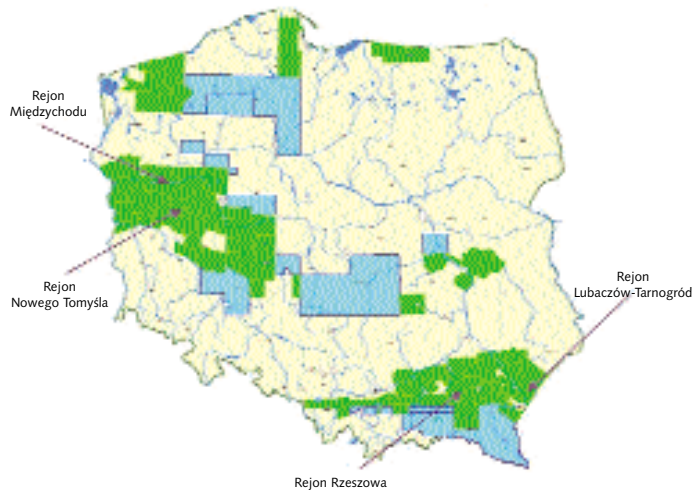 Rejon
Międzychodu
Rejon
Nowego Tomyśla
Rejon
Lubaczów-Tarnogród
Rejon Rzeszowa